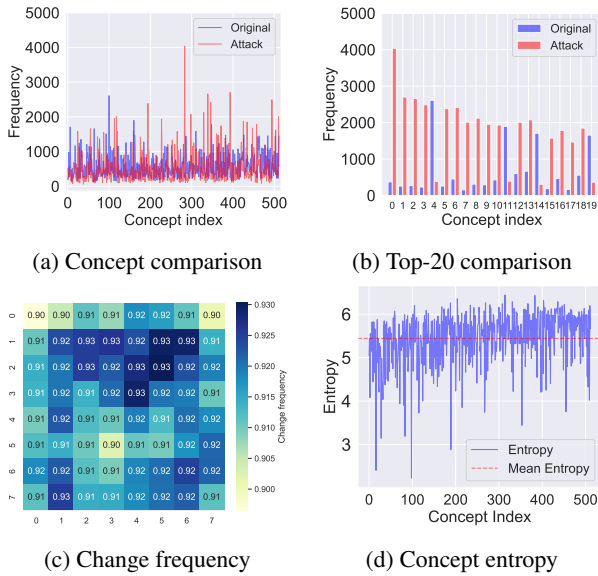 5000
4000
3000
2000
1000
0
Frequency
Original
Attack
0 100 200 300 400 500
Concept index
(a) Concept comparison
5000
4000
3000
2000
1000
0
Frequency
Original
Attack
0 1 2 3 4 5 6 7 8 9 10 11 12 13 14 15 16 17 18 19
Concept index
(b) Top-20 comparison
0 0.90 0.90 0.91 0.91 0.92 0.92 0.91 0.90
1 0.91 0.92 0.93 0.93 0.92 0.93 0.93 0.91
2 0.91 0.92 0.93 0.92 0.93 0.93 0.92 0.92
3 0.91 0.92 0.91 0.92 0.93 0.92 0.92 0.91
4 0.91 0.92 0.91 0.91 0.92 0.91 0.92 0.92
5 0.91 0.91 0.91 0.90 0.91 0.91 0.92 0.92
6 0.92 0.92 0.91 0.91 0.92 0.92 0.92 0.92
7 0.91 0.93 0.92 0.91 0.92 0.92 0.92 0.91
0 1 2 3 4 5 6 7
0.930
0.925
0.920
0.915
0.910
0.905
0.900
Change frequency
(c) Change frequency
6
5
4
3
Entropy
Entropy
Mean Entropy
0 100 200 300 400 500
Concept Index
(d) Concept entropy